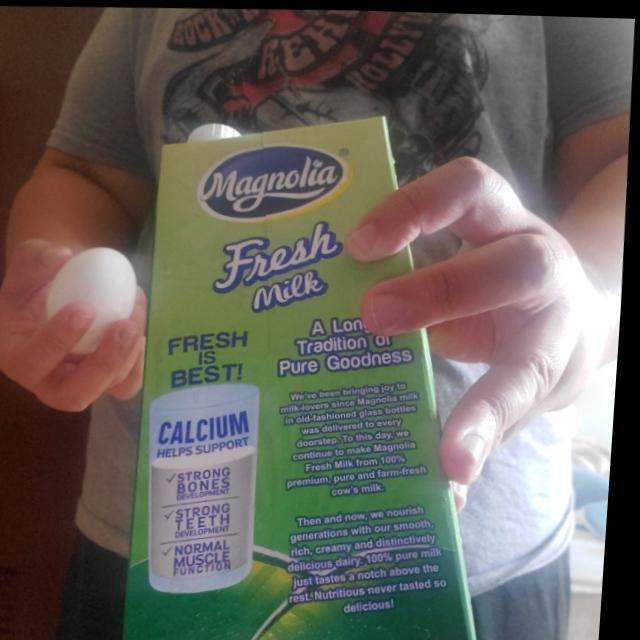 ROCK
REAL
HOLLYW
Magnolia
®
Fresh
Milk
FRESH
IS
BEST!
CALCIUM
HELPS SUPPORT
✓ STRONG
BONES
DEVELOPMENT
✓ STRONG
TEETH
DEVELOPMENT
✓ NORMAL
MUSCLE
FUNCTION
A
Tradition of
Pure Goodness
We've been bringing joy to
milk-lovers since Magnolia milk
in old-fashioned glass bottles
was delivered to every
doorstep. To this day, we
continue to make Magnolia
Fresh Milk from 100%
premium, pure and farm-fresh
cow's milk.
Then and now, we nourish
generations with our smooth,
rich, creamy and distinctively
delicious dairy. 100% pure milk
just tastes a notch above the
rest. Nutritious never tasted so
delicious!